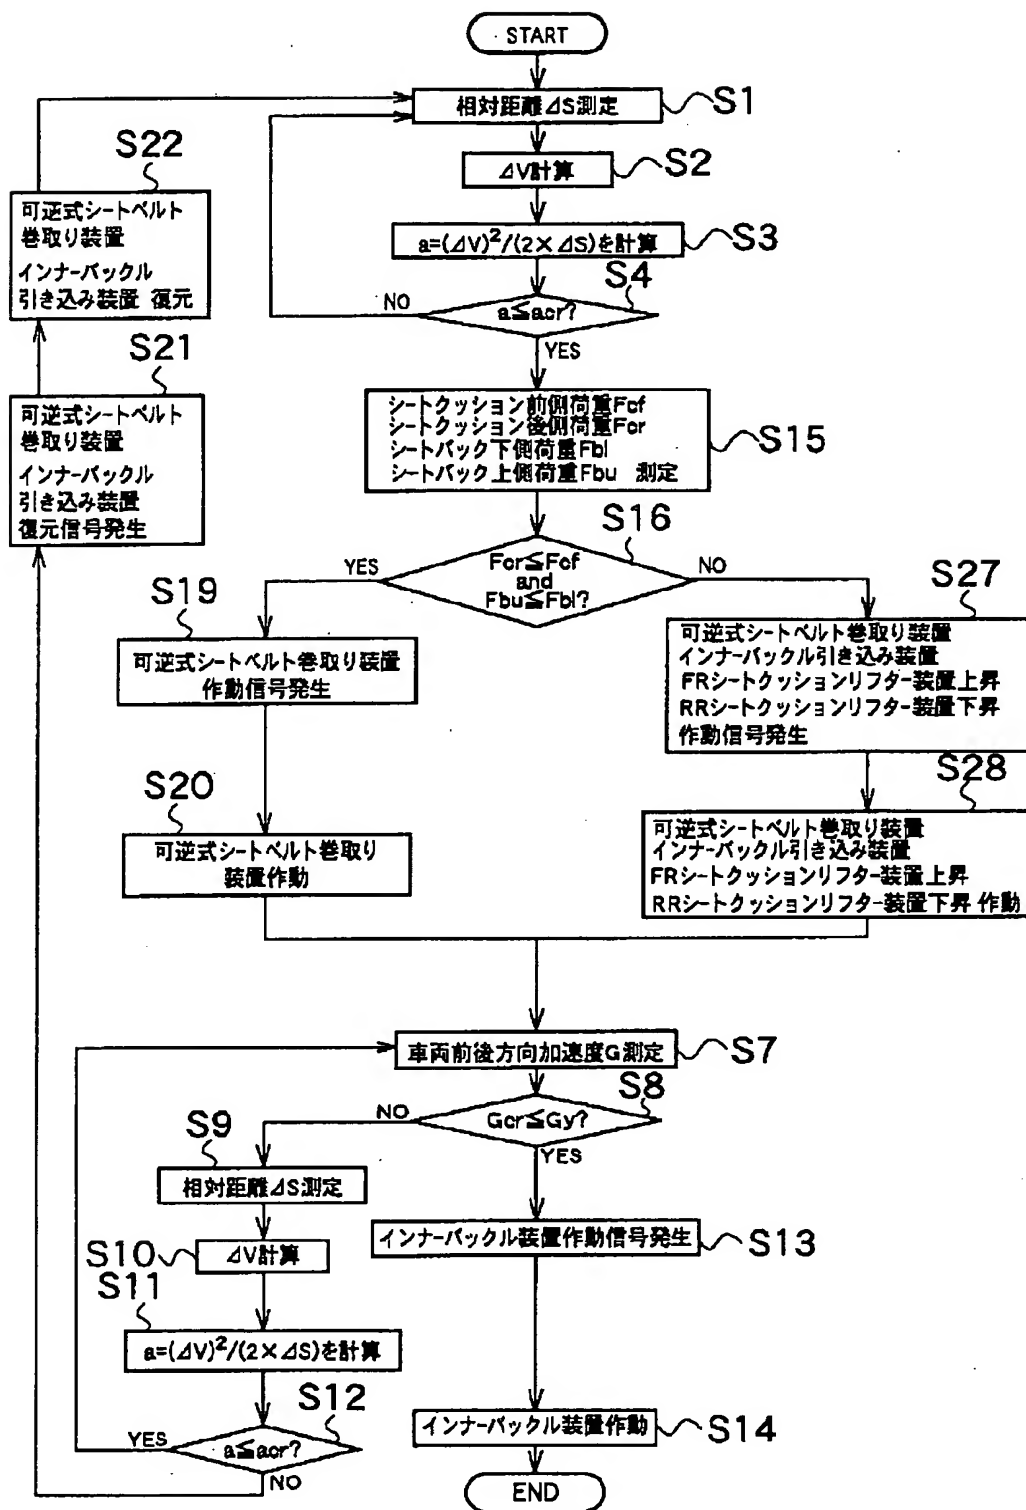 START
相対距離⊿S測定
S1
⊿V計算
S2
a=(⊿V)²/(2×⊿S)を計算
S3
a≦acr?
S4
NO
YES
シートクッション前側荷重Fcf
シートクッション後側荷重Fcr
シートバック下側荷重Fbl
シートバック上側荷重Fbu 測定
S15
Fcr≦Fcf
and
Fbu≦Fbl?
S16
YES
NO
S19
可逆式シートベルト巻取り装置
作動信号発生
S20
可逆式シートベルト巻取り
装置作動
S27
可逆式シートベルト巻取り装置
インナーバックル引き込み装置
FRシートクッションリフター装置上昇
RRシートクッションリフター装置下昇
作動信号発生
S28
可逆式シートベルト巻取り装置
インナーバックル引き込み装置
FRシートクッションリフター装置上昇
RRシートクッションリフター装置下昇 作動
車両前後方向加速度G測定
S7
Gcr≦Gy?
S8
NO
YES
S9
相対距離⊿S測定
S10
⊿V計算
S11
a=(⊿V)²/(2×⊿S)を計算
S12
a≦acr?
YES
NO
インナーバックル装置作動信号発生
S13
インナーバックル装置作動
S14
END
S21
可逆式シートベルト
巻取り装置
インナーバックル
引き込み装置
復元信号発生
S22
可逆式シートベルト
巻取り装置
インナーバックル
引き込み装置 復元